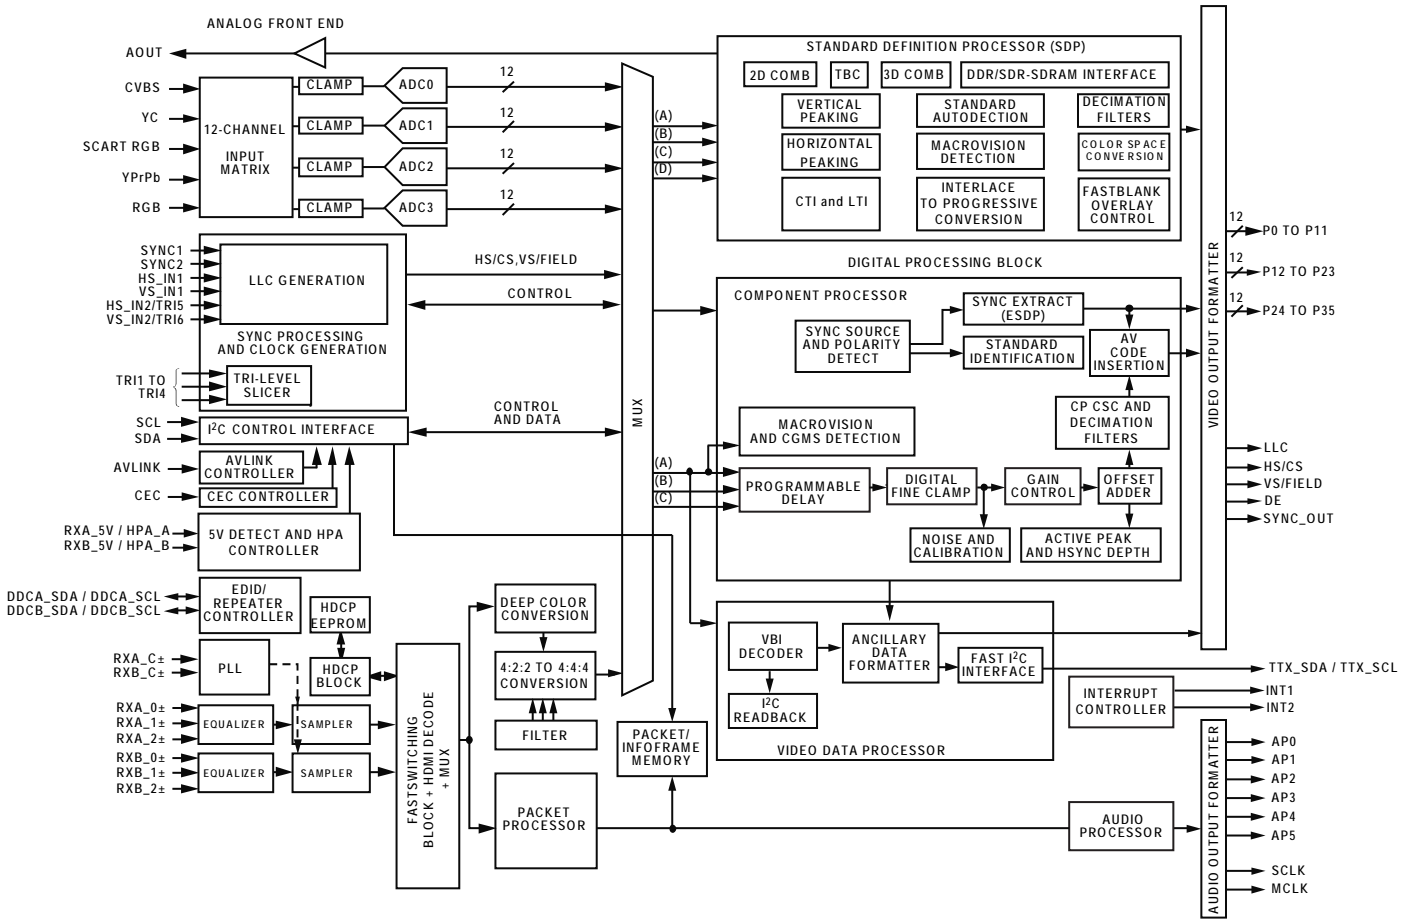 ANALOG FRONT END
AOUT
CVBS
YC
SCART RGB
YPrPb
RGB
12-CHANNEL
INPUT
MATRIX
CLAMP
ADC0
12
CLAMP
ADC1
12
CLAMP
ADC2
12
CLAMP
ADC3
12
SYNC1
SYNC2
HS_IN1
VS_IN1
HS_IN2/TRI5
VS_IN2/TRI6
LLC GENERATION
SYNC PROCESSING
AND CLOCK GENERATION
TRI1 TO
TRI4
TRI-LEVEL
SLICER
HS/CS,VS/FIELD
CONTROL
CONTROL
AND DATA
SCL
SDA
I2C CONTROL INTERFACE
AVLINK
AVLINK
CONTROLLER
CEC
CEC CONTROLLER
RXA_5V / HPA_A
RXB_5V / HPA_B
5V DETECT AND HPA
CONTROLLER
DDCA_SDA / DDCA_SCL
DDCB_SDA / DDCB_SCL
EDID/
REPEATER
CONTROLLER
HDCP
EEPROM
RXA_C±
RXB_C±
PLL
HDCP
BLOCK
RXA_0±
RXA_1±
RXA_2±
EQUALIZER
SAMPLER
RXB_0±
RXB_1±
RXB_2±
EQUALIZER
SAMPLER
FASTSWITCHING
BLOCK + HDMI DECODE
+ MUX
DEEP COLOR
CONVERSION
4:2:2 TO 4:4:4
CONVERSION
FILTER
PACKET
PROCESSOR
PACKET/
INFOFRAME
MEMORY
MUX
(A)
(B)
(C)
(D)
(A)
(B)
(C)
STANDARD DEFINITION PROCESSOR (SDP)
2D COMB
TBC
3D COMB
DDR/SDR-SDRAM INTERFACE
VERTICAL
PEAKING
STANDARD
AUTODECTION
DECIMATION
FILTERS
HORIZONTAL
PEAKING
MACROVISION
DETECTION
COLOR SPACE
CONVERSION
CTI and LTI
INTERLACE
TO PROGRESSIVE
CONVERSION
FASTBLANK
OVERLAY
CONTROL
DIGITAL PROCESSING BLOCK
COMPONENT PROCESSOR
SYNC SOURCE
AND POLARITY
DETECT
SYNC EXTRACT
(ESDP)
STANDARD
IDENTIFICATION
AV
CODE
INSERTION
MACROVISION
AND CGMS DETECTION
CP CSC AND
DECIMATION
FILTERS
PROGRAMMABLE
DELAY
DIGITAL
FINE CLAMP
GAIN
CONTROL
OFFSET
ADDER
NOISE AND
CALIBRATION
ACTIVE PEAK
AND HSYNC DEPTH
VBI
DECODER
ANCILLARY
DATA
FORMATTER
I2C
READBACK
FAST I2C
INTERFACE
VIDEO DATA PROCESSOR
VIDEO OUTPUT FORMATTER
12
P0 TO P11
12
P12 TO P23
12
P24 TO P35
LLC
HS/CS
VS/FIELD
DE
SYNC_OUT
TTX_SDA / TTX_SCL
INTERRUPT
CONTROLLER
INT1
INT2
AUDIO
PROCESSOR
AUDIO OUTPUT FORMATTER
AP0
AP1
AP2
AP3
AP4
AP5
SCLK
MCLK